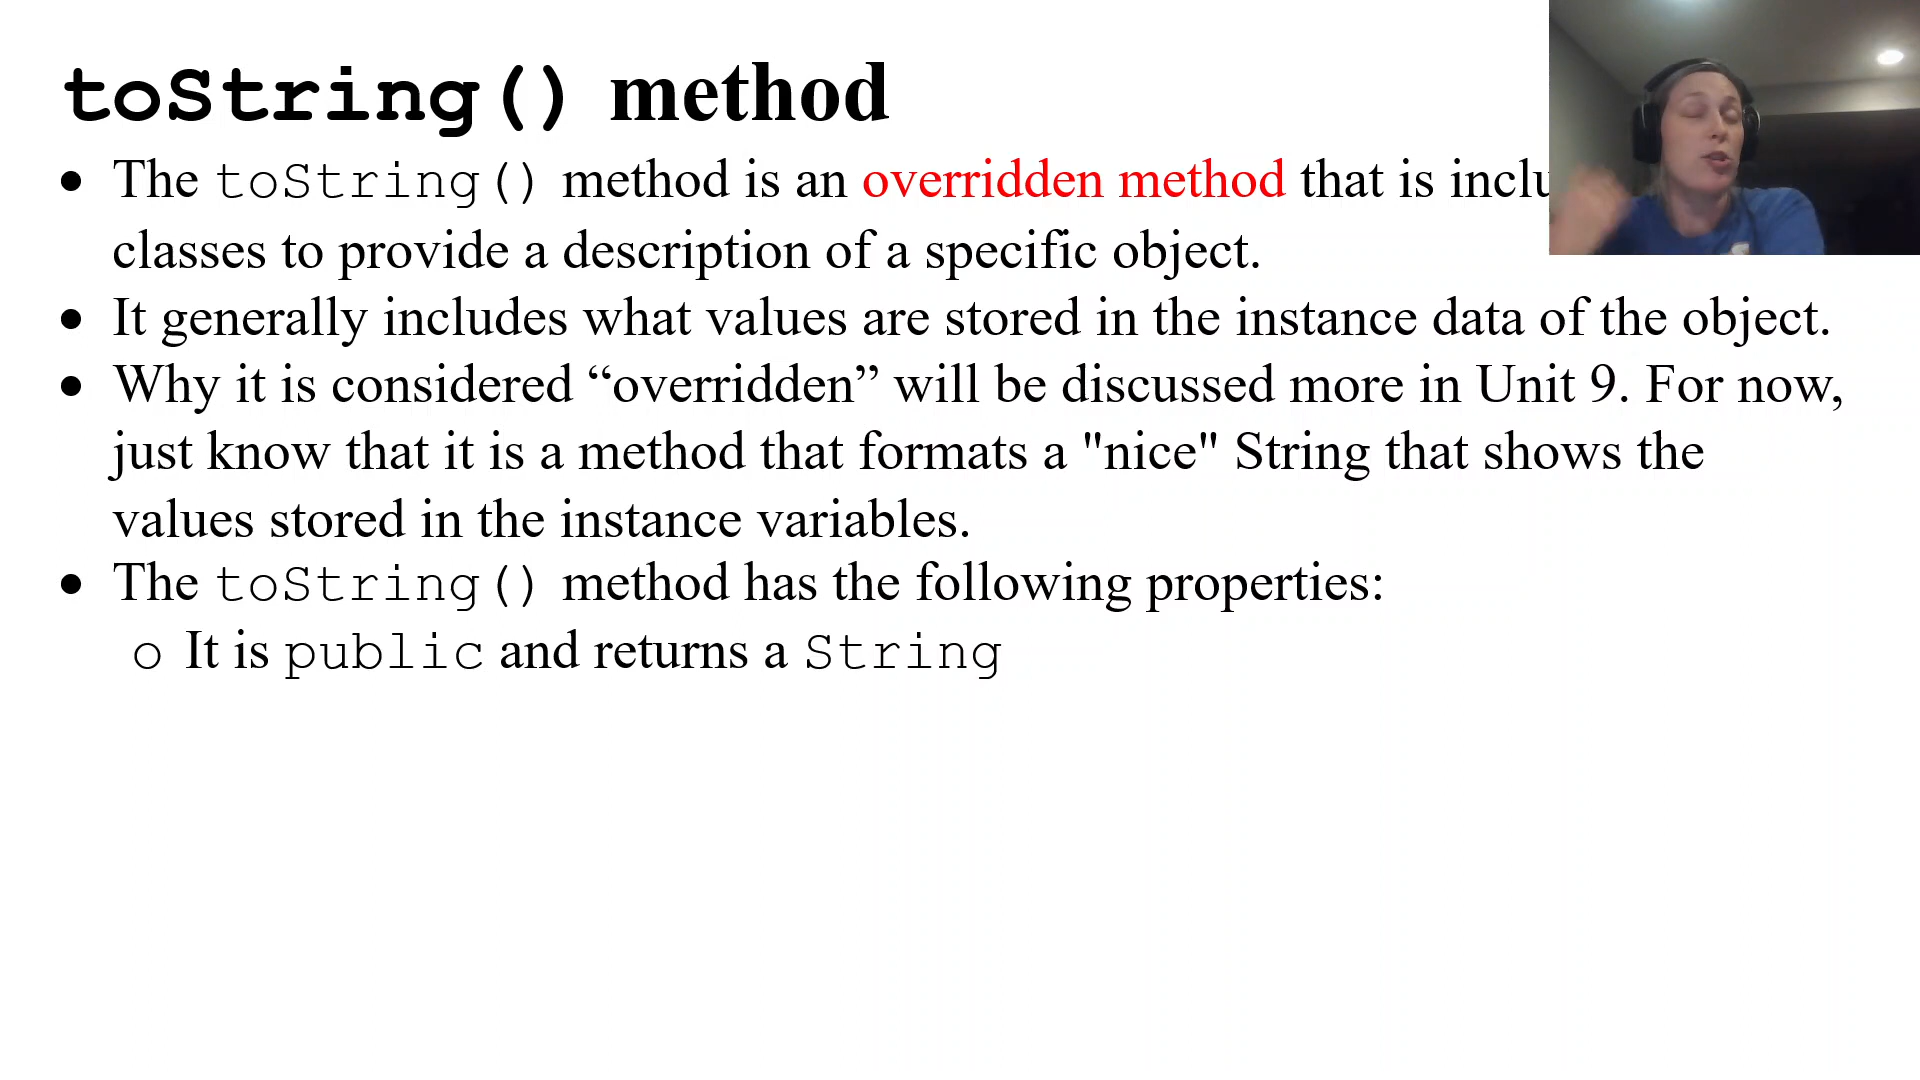 toString() method
• The toString() method is an overridden method that is
classes to provide a description of a specific object.
• It generally includes what values are stored in the instance data of the object.
• Why it is considered “overridden” will be discussed more in Unit 9. For now,
just know that it is a method that formats a "nice" String that shows the
values stored in the instance variables.
• The toString() method has the following properties:
o It is public and returns a String